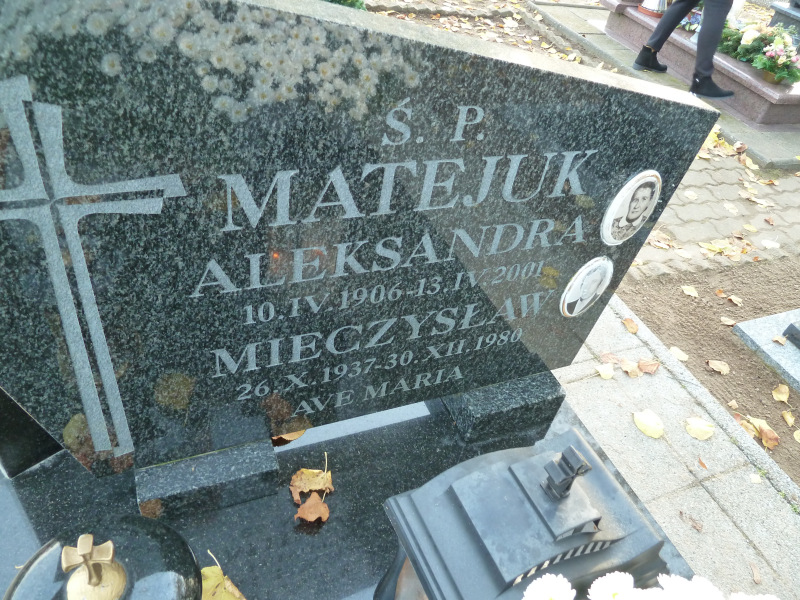 Ś. P.
MATEJUK
ALEKSANDRA
10.IV.1906-13.IV.2001
MIECZYSŁAW
26.X.1937-30.XII.1980
AVE MARIA